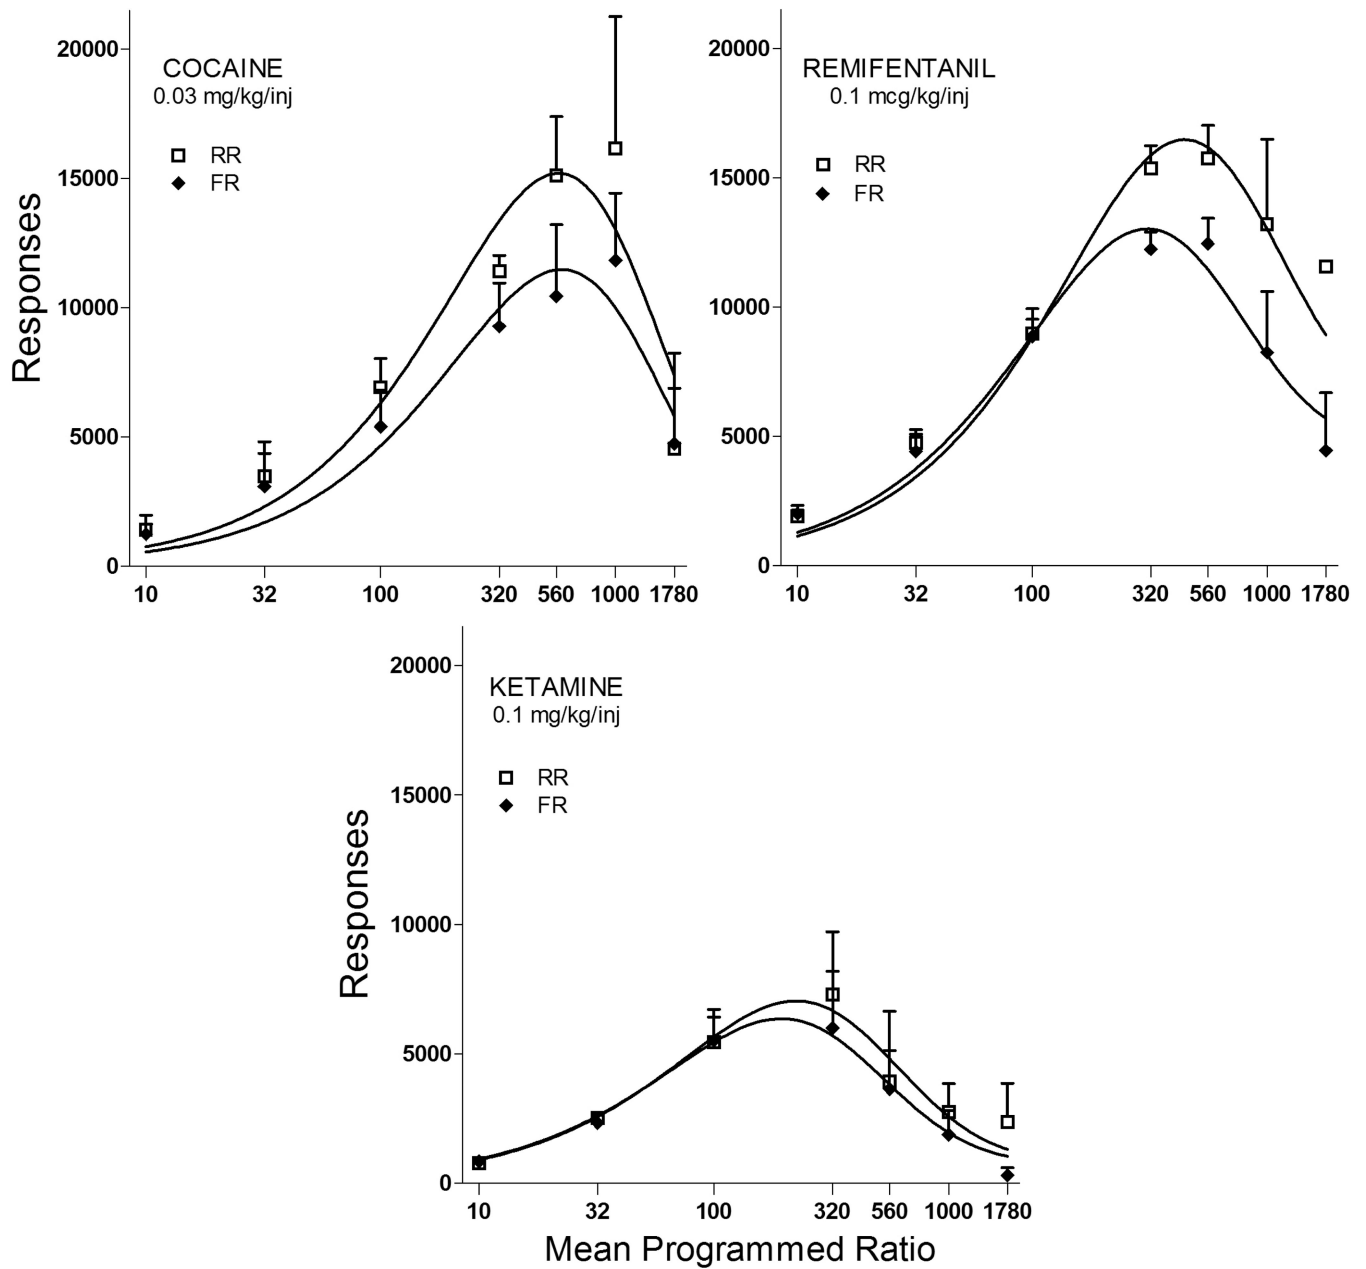 COCAINE
0.03 mg/kg/inj
RR
FR
Responses
20000
15000
10000
5000
0
10 32 100 320 560 1000 1780
REMIFENTANIL
0.1 mcg/kg/inj
RR
FR
20000
15000
10000
5000
0
10 32 100 320 560 1000 1780
KETAMINE
0.1 mg/kg/inj
RR
FR
Responses
20000
15000
10000
5000
0
10 32 100 320 560 1000 1780
Mean Programmed Ratio